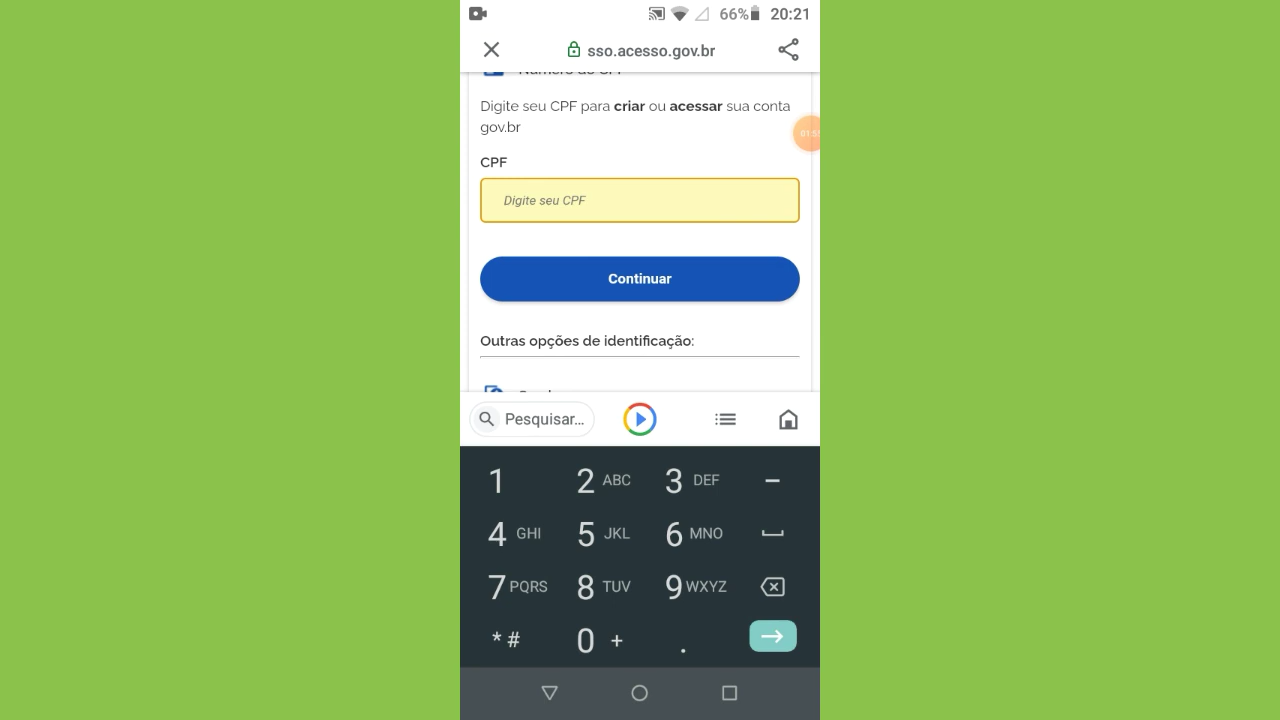 66% 20:21
sso.acesso.gov.br
Número do CPF
Digite seu CPF para criar ou acessar sua conta
gov.br
CPF
Digite seu CPF
Continuar
Outras opções de identificação:
Pesquisar...
1 2 ABC 3 DEF –
4 GHI 5 JKL 6 MNO
7 PQRS 8 TUV 9 WXYZ
* # 0 + .